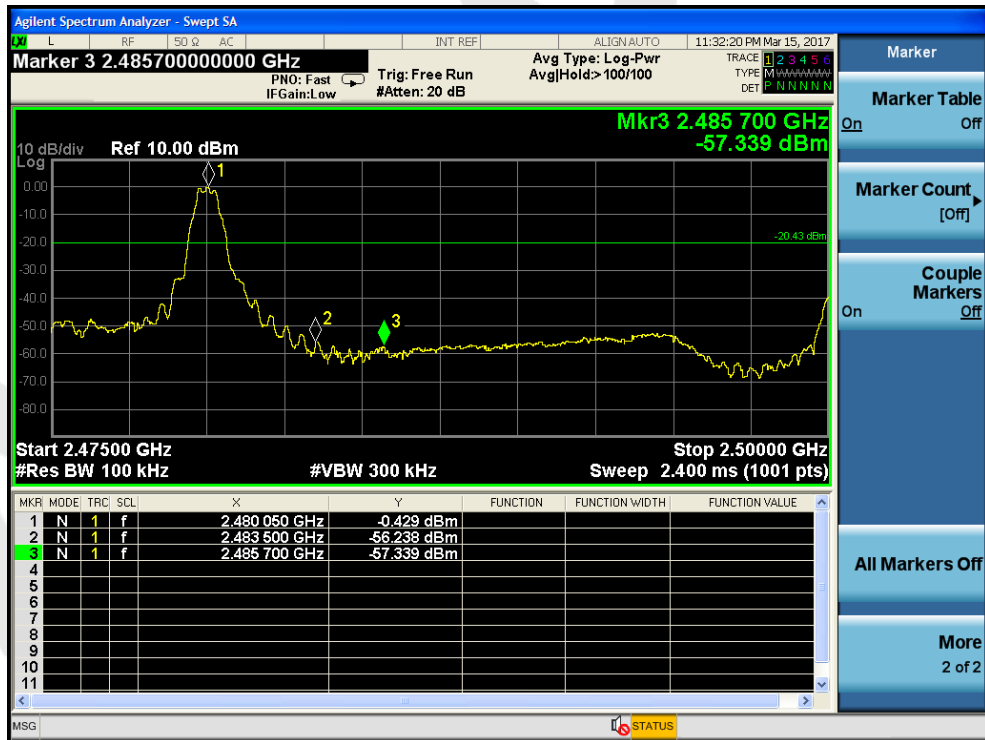 Agilent Spectrum Analyzer - Swept SA
LXI L RF 50 Ω AC INT REF ALIGNAUTO 11:32:20 PM Mar 15, 2017
Marker 3 2.485700000000 GHz
PNO: Fast
IFGain:Low
Trig: Free Run
#Atten: 20 dB
Avg Type: Log-Pwr
Avg|Hold:>100/100
TRACE 1 2 3 4 5 6
TYPE M WWWWW
DET P N N N N N
Mkr3 2.485 700 GHz
-57.339 dBm
10 dB/div Ref 10.00 dBm
Log
0.00
-10.0
-20.0
-30.0
-40.0
-50.0
-60.0
-70.0
-80.0
1
2
3
-20.43 dBm
Start 2.47500 GHz Stop 2.50000 GHz
#Res BW 100 kHz #VBW 300 kHz Sweep 2.400 ms (1001 pts)
MKR MODE TRC SCL X Y FUNCTION FUNCTION WIDTH FUNCTION VALUE
1 N 1 f 2.480 050 GHz -0.429 dBm
2 N 1 f 2.483 500 GHz -56.238 dBm
3 N 1 f 2.485 700 GHz -57.339 dBm
4
5
6
7
8
9
10
11
MSG STATUS
Marker
Marker Table
On Off
Marker Count
[Off]
Couple
Markers
On Off
All Markers Off
More
2 of 2